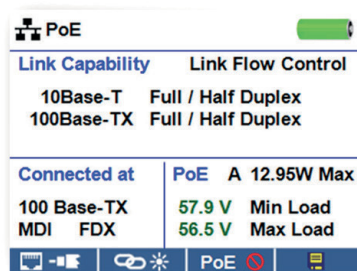 PoE
Link Capability Link Flow Control
10Base-T Full / Half Duplex
100Base-TX Full / Half Duplex
Connected at
100 Base-TX
MDI FDX
PoE A 12.95W Max
57.9 V Min Load
56.5 V Max Load
PoE